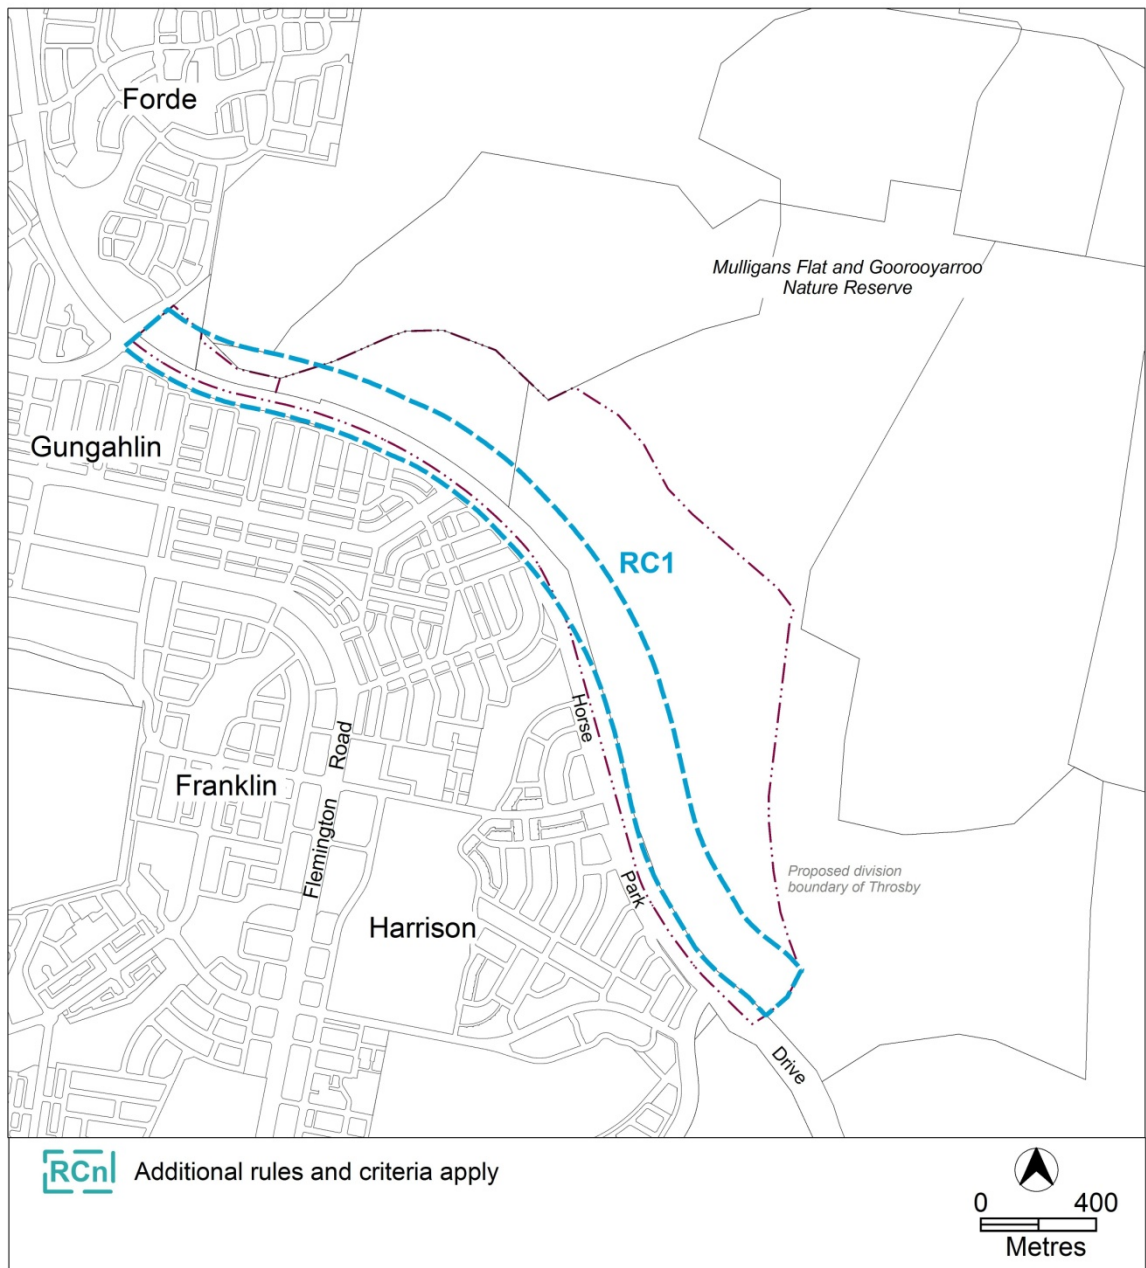 Forde
Mulligans Flat and Goorooyarroo
Nature Reserve
Gungahlin
RC1
Horse
Road
Franklin
Flemington
Park
Proposed division
boundary of Throsby
Harrison
Drive
RCn
Additional rules and criteria apply
0 400
Metres